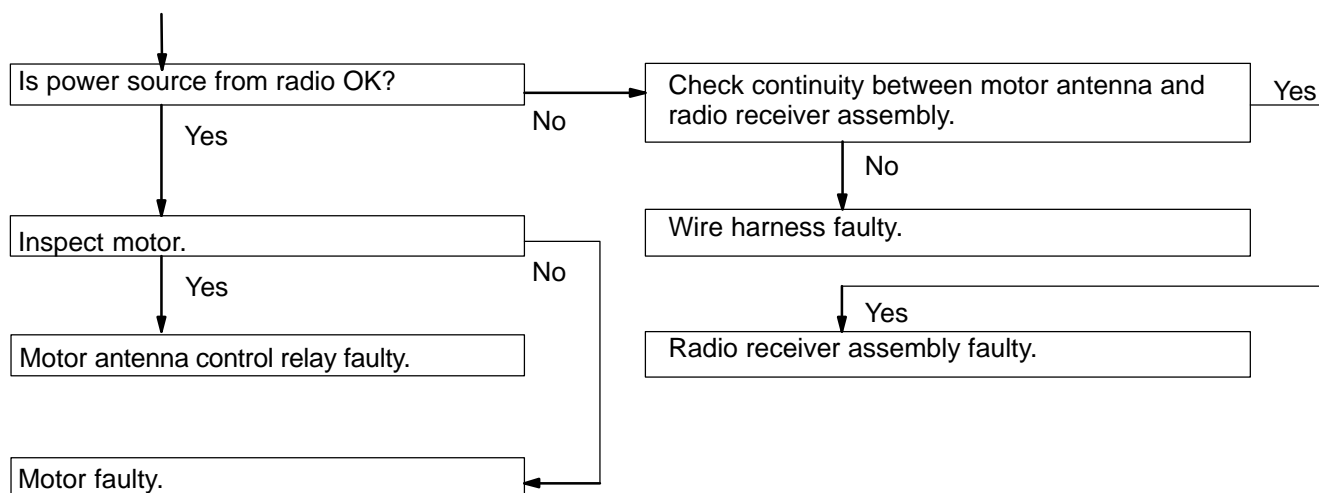 Is power source from radio OK?
No
Yes
Check continuity between motor antenna and
radio receiver assembly.
Yes
No
Inspect motor.
No
Yes
Wire harness faulty.
Yes
Motor antenna control relay faulty.
Radio receiver assembly faulty.
Motor faulty.